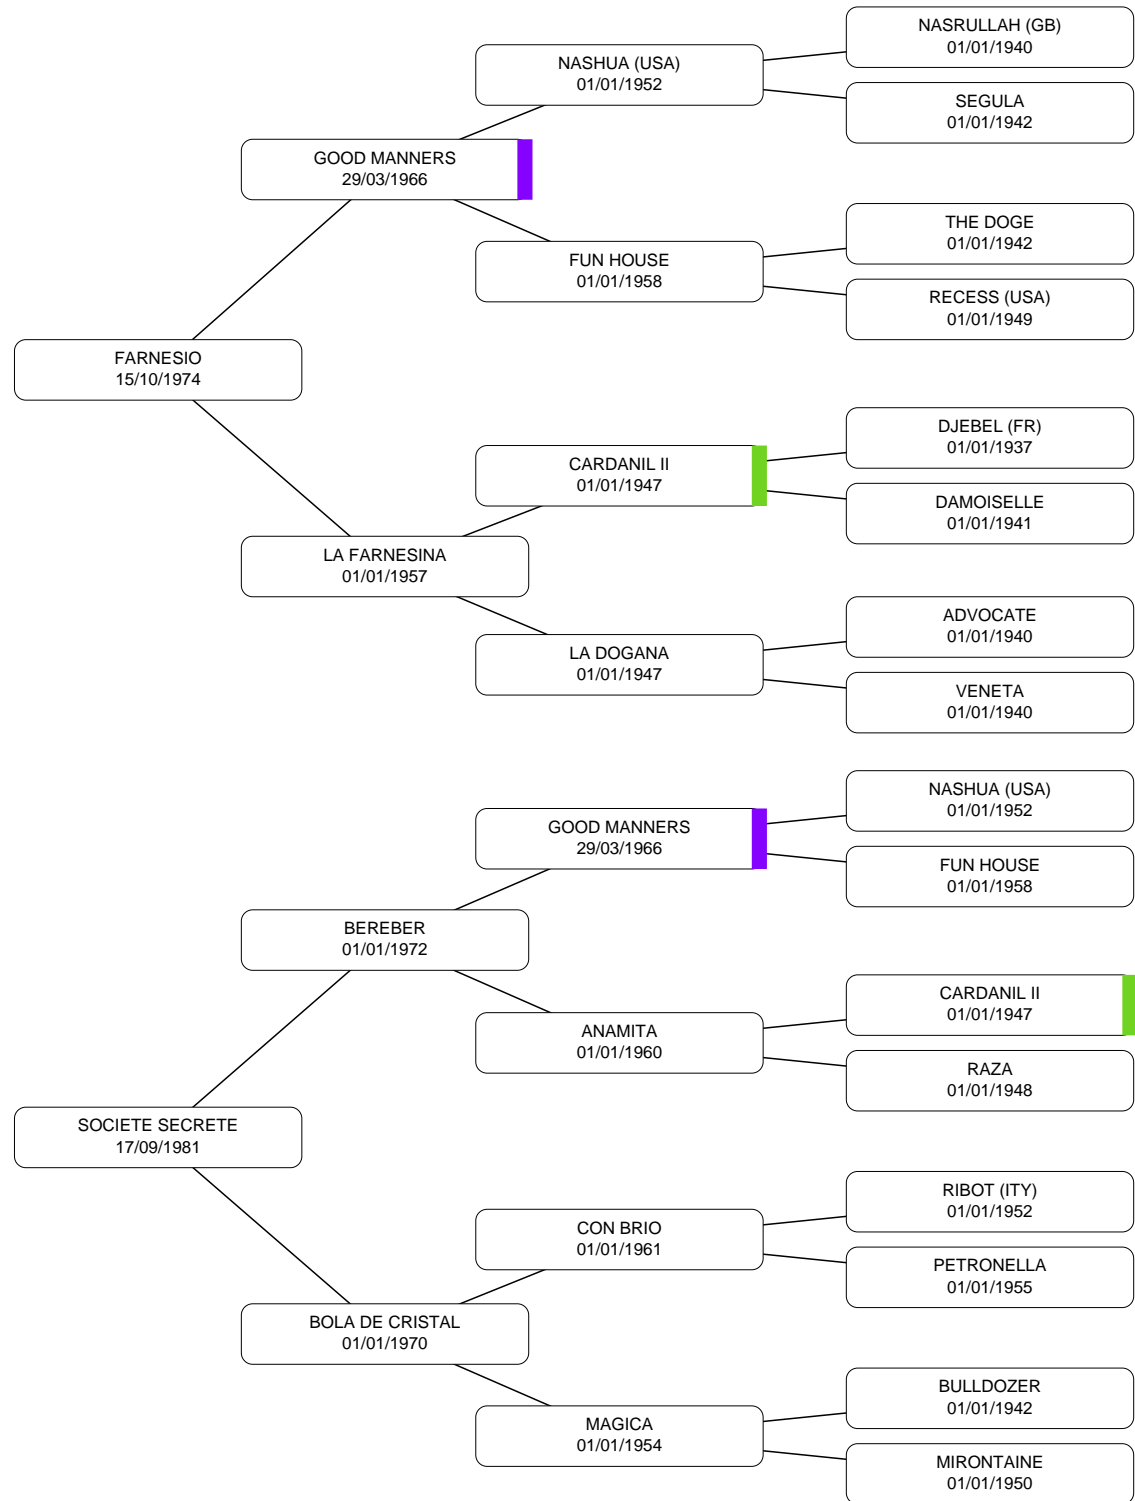 NASRULLAH (GB)
01/01/1940
NASHUA (USA)
01/01/1952
SEGULA
01/01/1942
GOOD MANNERS
29/03/1966
THE DOGE
01/01/1942
FUN HOUSE
01/01/1958
RECESS (USA)
01/01/1949
FARNESIO
15/10/1974
DJEBEL (FR)
01/01/1937
CARDANIL II
01/01/1947
DAMOISELLE
01/01/1941
LA FARNESINA
01/01/1957
ADVOCATE
01/01/1940
LA DOGANA
01/01/1947
VENETA
01/01/1940
NASHUA (USA)
01/01/1952
GOOD MANNERS
29/03/1966
FUN HOUSE
01/01/1958
BEREBER
01/01/1972
CARDANIL II
01/01/1947
ANAMITA
01/01/1960
RAZA
01/01/1948
SOCIETE SECRETE
17/09/1981
RIBOT (ITY)
01/01/1952
CON BRIO
01/01/1961
PETRONELLA
01/01/1955
BOLA DE CRISTAL
01/01/1970
BULLDOZER
01/01/1942
MAGICA
01/01/1954
MIRONTAINE
01/01/1950